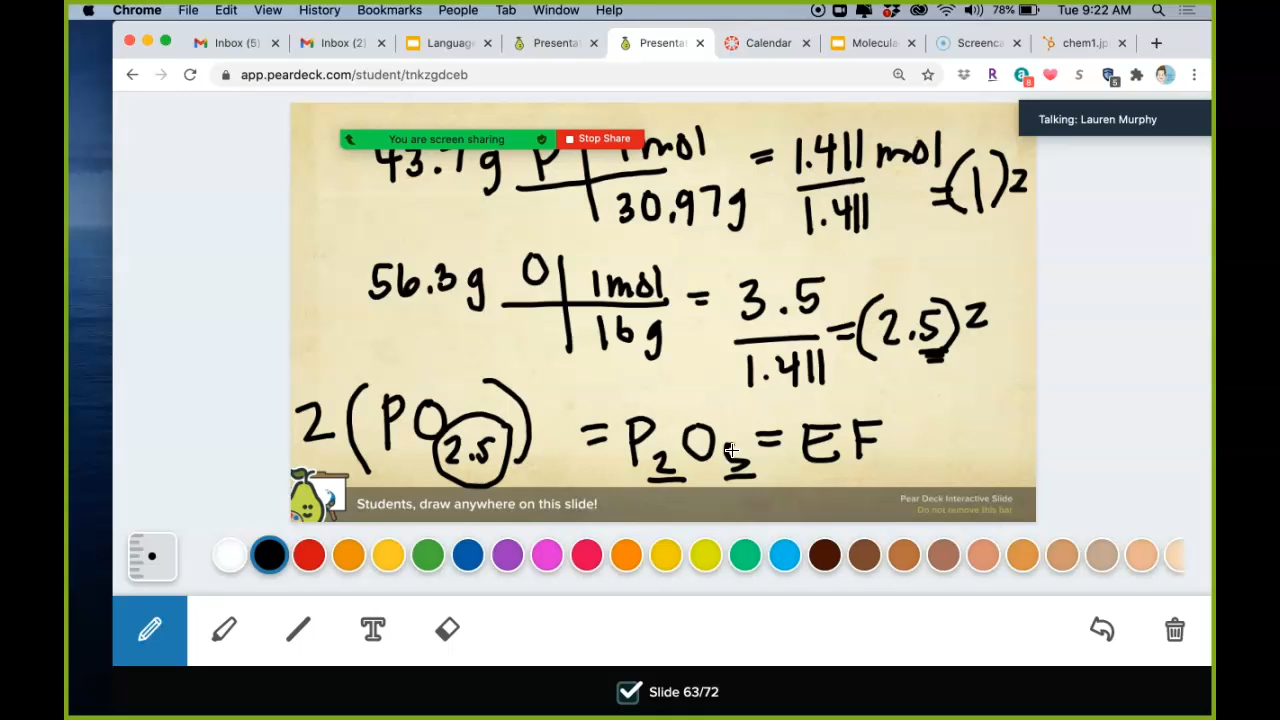 Chrome File Edit View History Bookmarks People Tab Window Help 78% Tue 9:22 AM
Inbox (5) Inbox (2) Languag Presenta Presenta Calendar Molecula Screenca chem1.jp
app.peardeck.com/student/tnkzgdceb
8 5
Talking: Lauren Murphy
You are screen sharing Stop Share
43.7g P 1mol = 1.411 mol = (1)2
30.97g 1.411
56.3g O 1mol = 3.5 = (2.5)2
16g 1.411
2(PO2.5) = P2O5 = EF
Students, draw anywhere on this slide!
Pear Deck Interactive Slide
Do not remove this bar
T
Slide 63/72